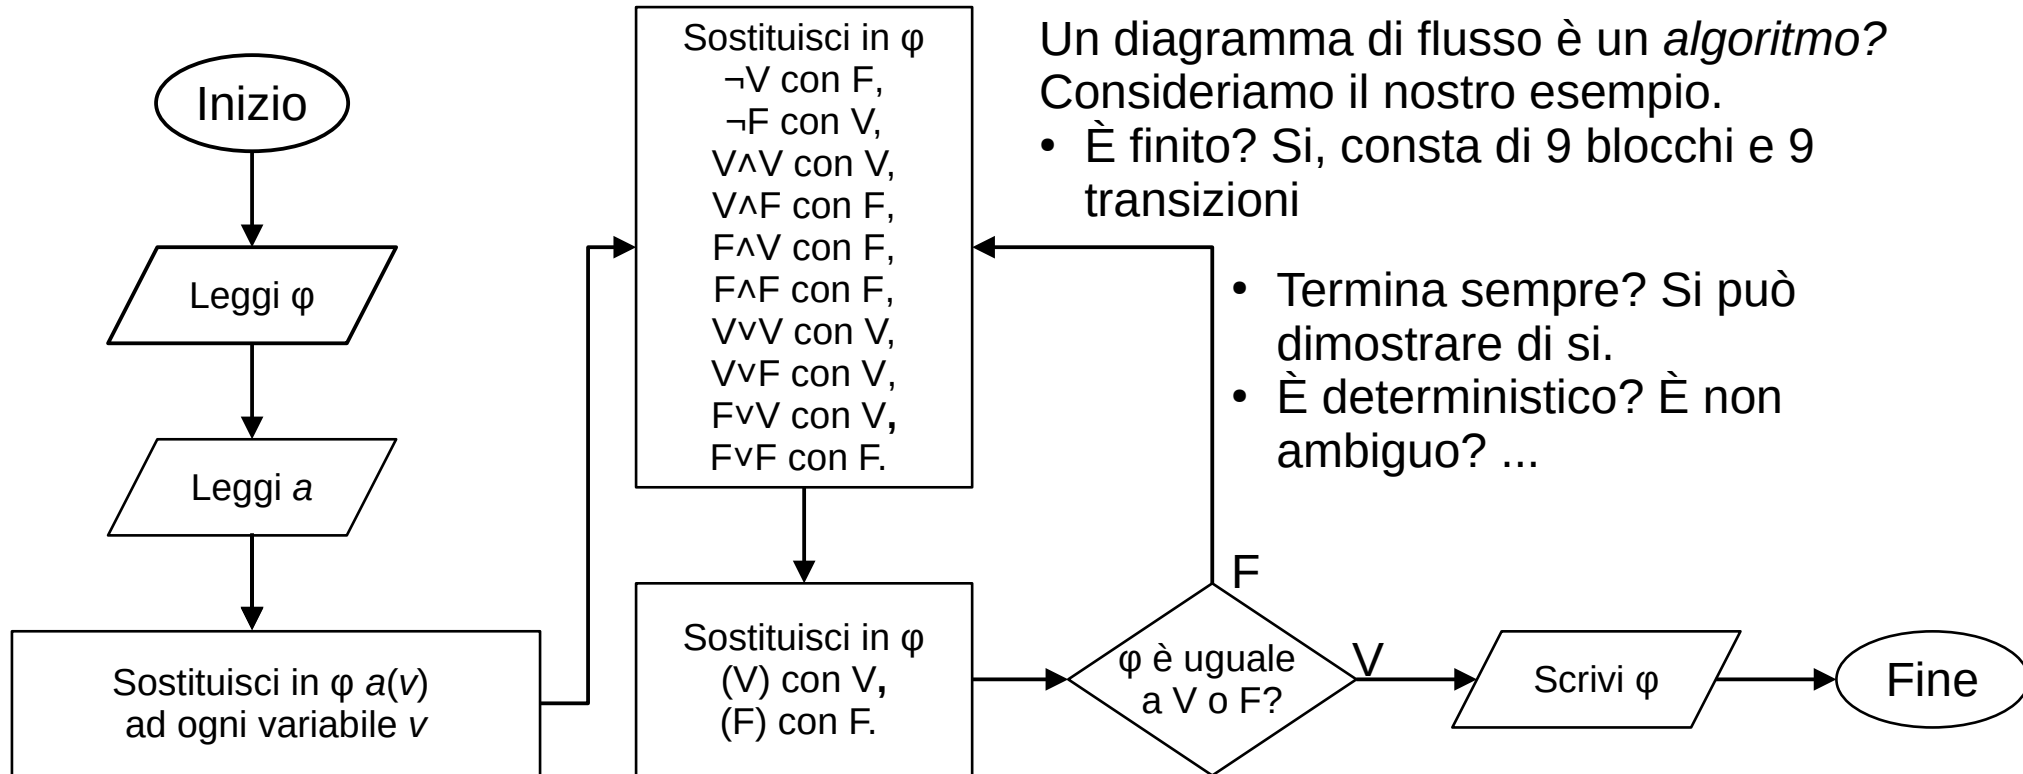 Inizio
Leggi φ
Leggi a
Sostituisci in φ a(v)
ad ogni variabile v
Sostituisci in φ
¬V con F,
¬F con V,
V∧V con V,
V∧F con F,
F∧V con F,
F∧F con F,
V∨V con V,
V∨F con V,
F∨V con V,
F∨F con F.
Sostituisci in φ
(V) con V,
(F) con F.
φ è uguale
a V o F?
F
V
Scrivi φ
Fine
Un diagramma di flusso è un algoritmo?
Consideriamo il nostro esempio.
• È finito? Si, consta di 9 blocchi e 9
transizioni
• Termina sempre? Si può
dimostrare di si.
• È deterministico? È non
ambiguo? ...